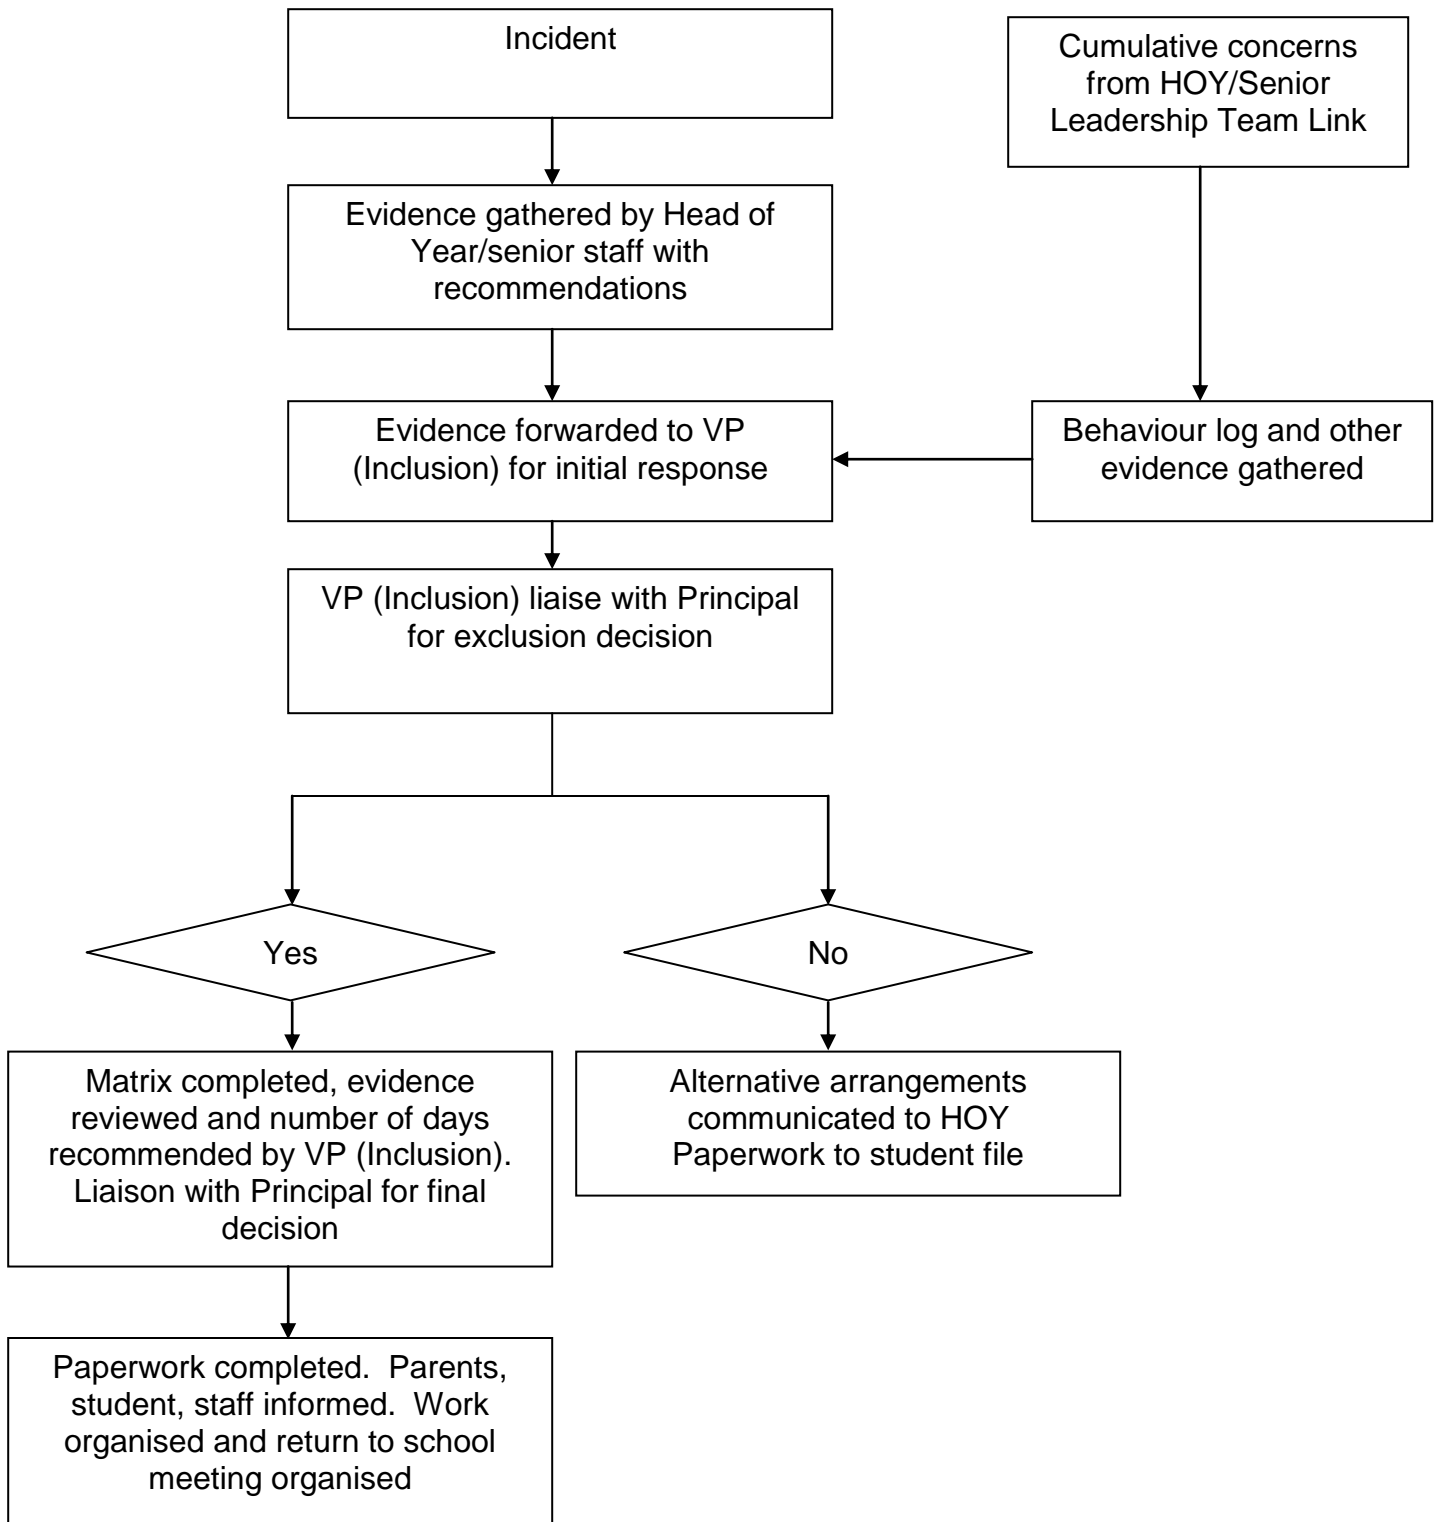 Incident
Cumulative concerns
from HOY/Senior
Leadership Team Link
Evidence gathered by Head of
Year/senior staff with
recommendations
Evidence forwarded to VP
(Inclusion) for initial response
Behaviour log and other
evidence gathered
VP (Inclusion) liaise with Principal
for exclusion decision
Yes
No
Matrix completed, evidence
reviewed and number of days
recommended by VP (Inclusion).
Liaison with Principal for final
decision
Alternative arrangements
communicated to HOY
Paperwork to student file
Paperwork completed.  Parents,
student, staff informed.  Work
organised and return to school
meeting organised